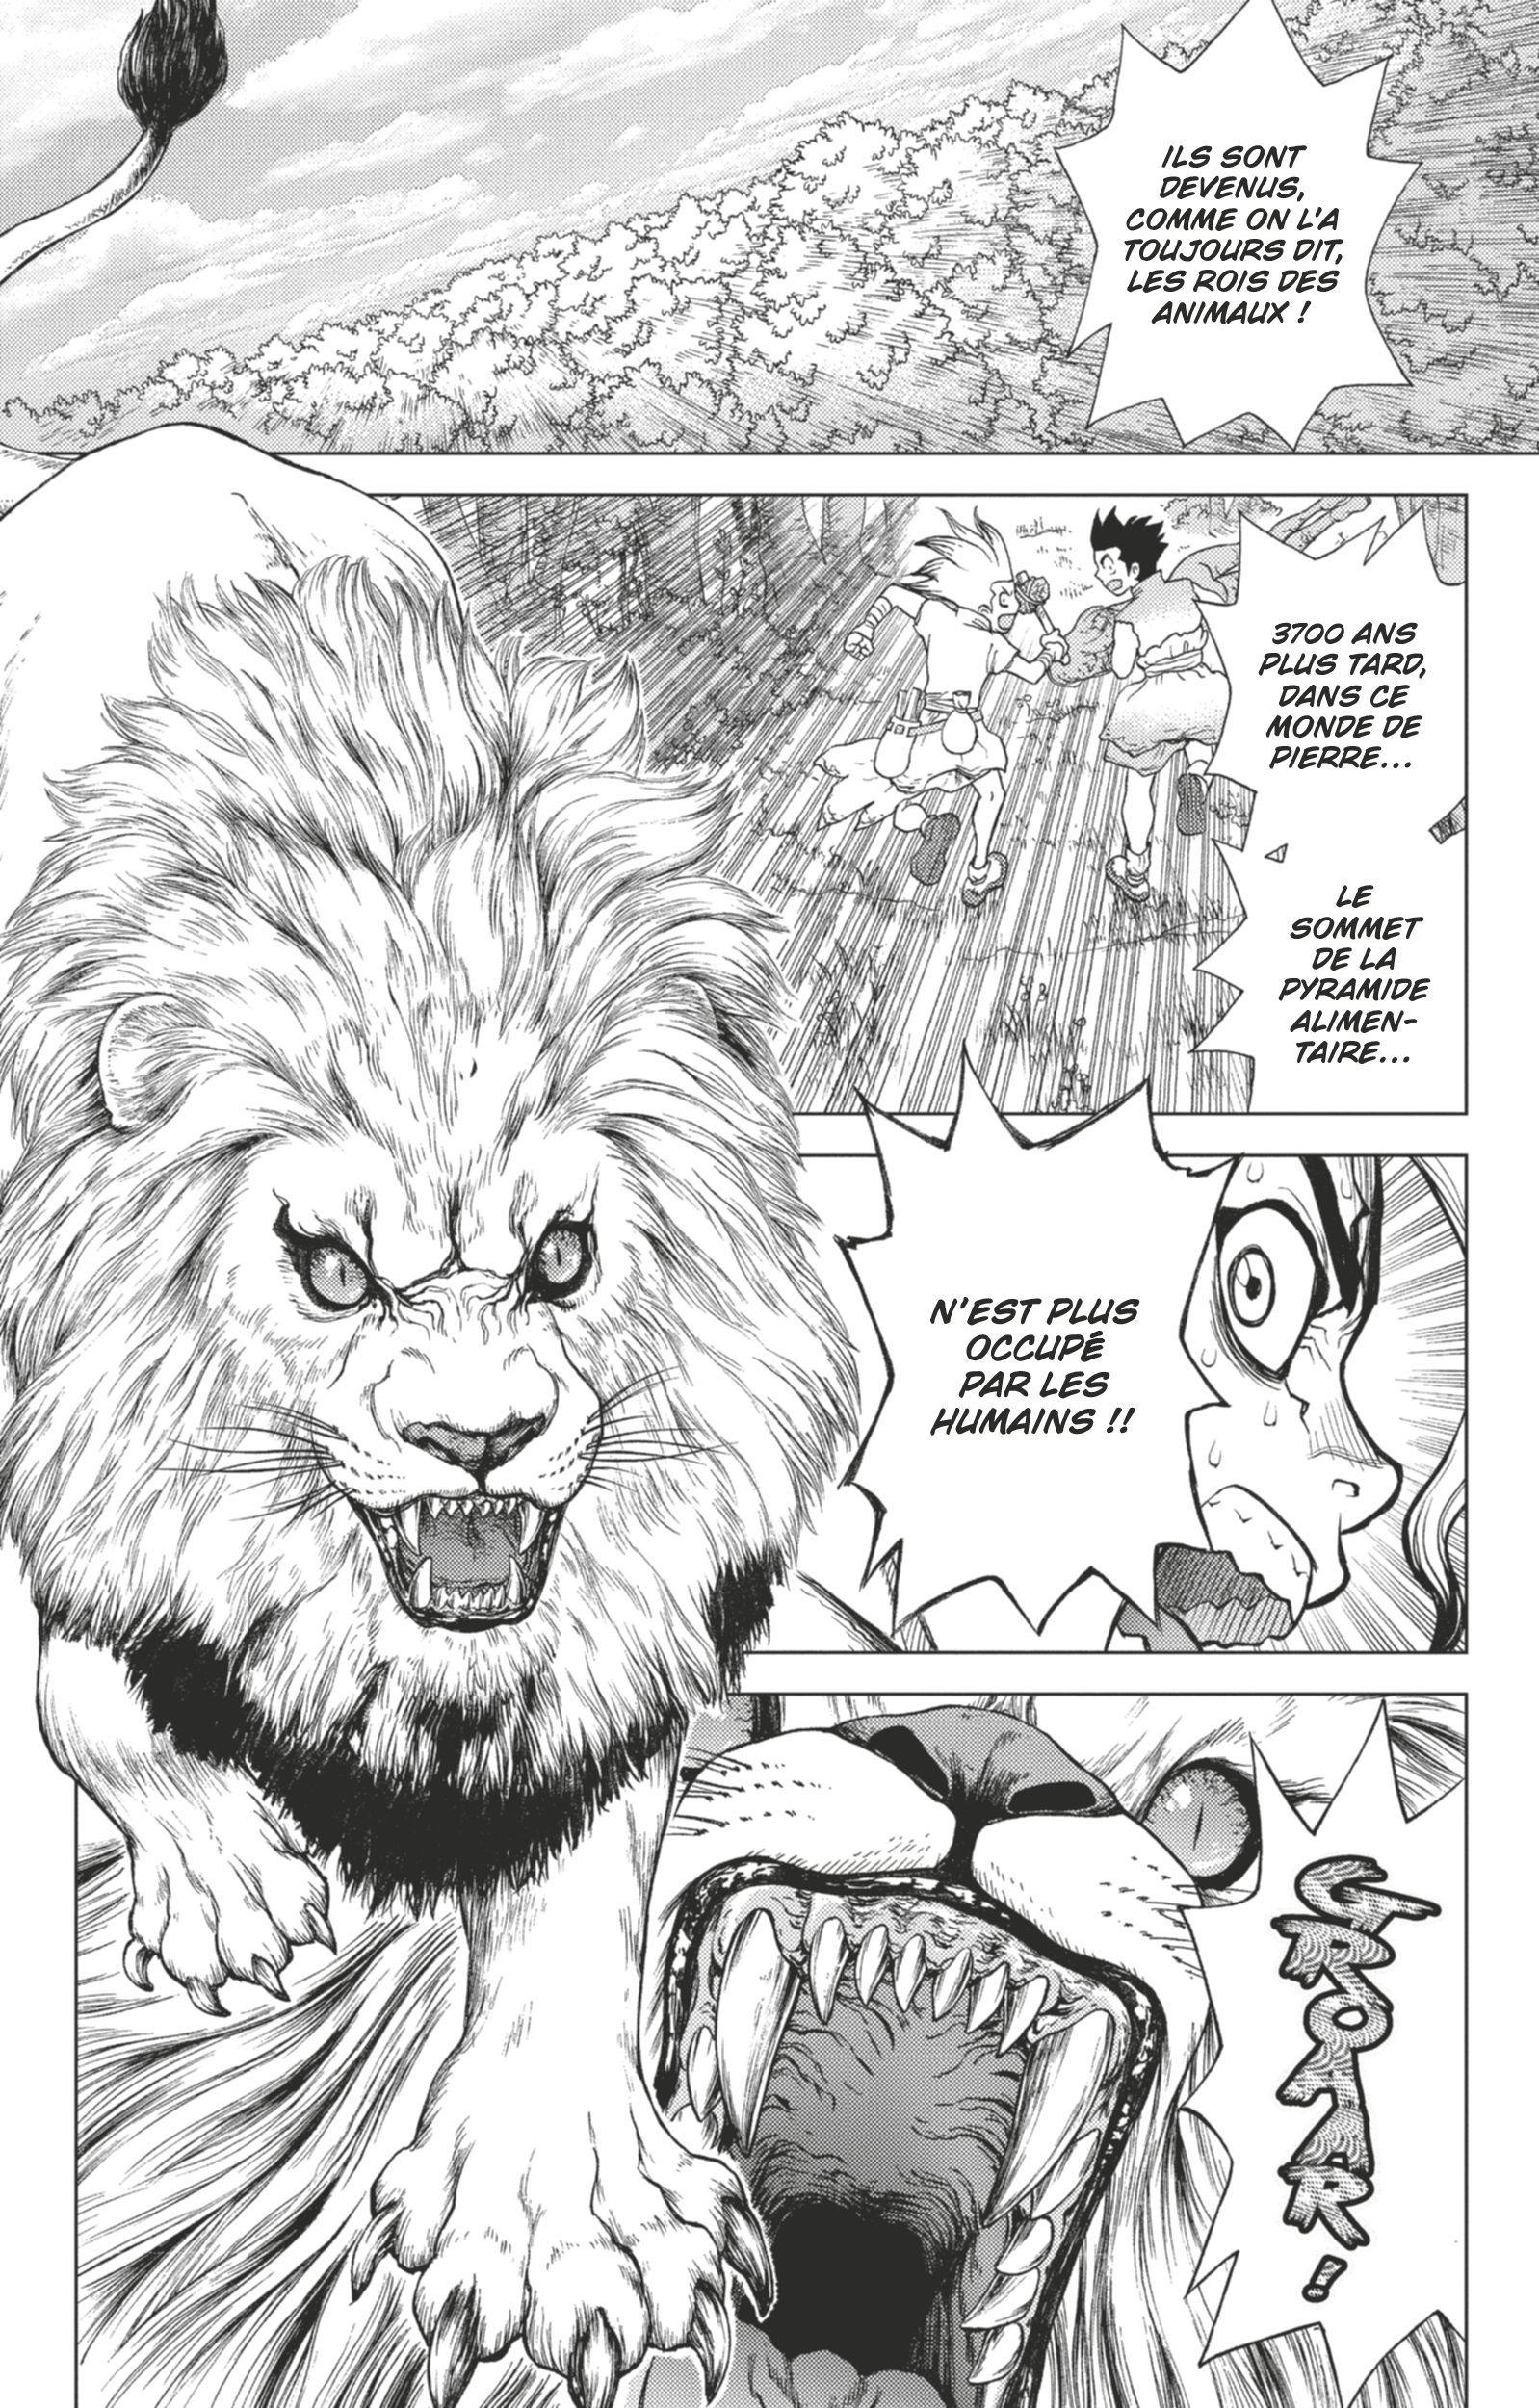 ILS SONT
DEVENUS,
COMME ON L'A
TOUJOURS DIT,
LES ROIS DES
ANIMAUX !
3700 ANS
PLUS TARD,
DANS CE
MONDE DE
PIERRE...
LE
SOMMET
DE LA
PYRAMIDE
ALIMEN-
TAIRE...
N'EST PLUS
OCCUPÉ
PAR LES
HUMAINS !!
GROAAR !